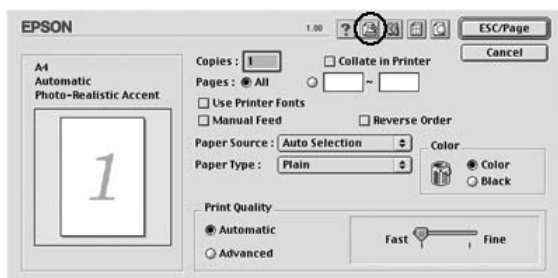 EPSON 1.00 ? ESC/Page
Cancel
A4
Automatic
Photo-Realistic Accent
1
Copies : 1 Collate in Printer
Pages : All ~
Use Printer Fonts
Manual Feed Reverse Order
Paper Source : Auto Selection
Paper Type : Plain
Color
Color
Black
Print Quality
Automatic
Advanced
Fast Fine